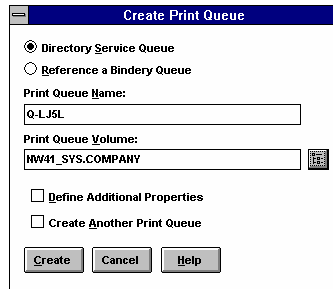 Create Print Queue
Directory Service Queue
Reference a Bindery Queue
Print Queue Name:
Q-LJ5L
Print Queue Volume:
NW41_SYS.COMPANY
Define Additional Properties
Create Another Print Queue
Create Cancel Help